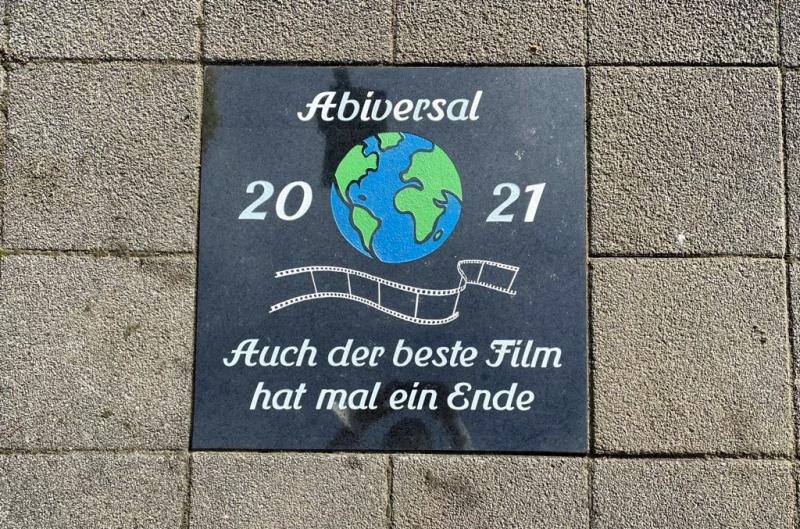 Abiversal
20 21
Auch der beste Film
hat mal ein Ende